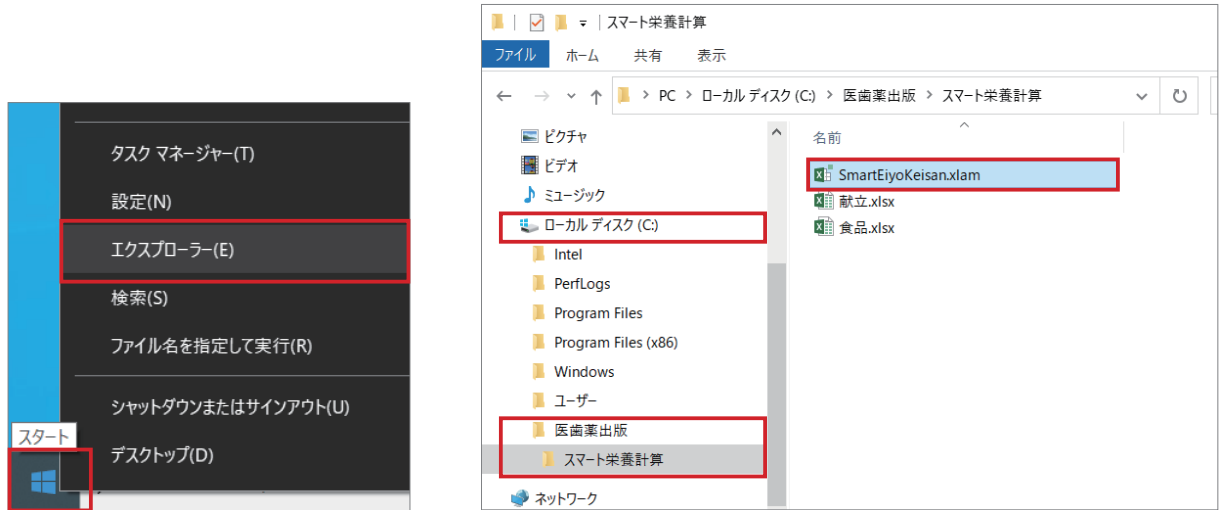 タスク マネージャー(T)
設定(N)
エクスプローラー(E)
検索(S)
ファイル名を指定して実行(R)
シャットダウンまたはサインアウト(U)
デスクトップ(D)
スタート
スマート栄養計算
ファイル ホーム 共有 表示
PC > ローカル ディスク (C:) > 医歯薬出版 > スマート栄養計算
ピクチャ
ビデオ
ミュージック
ローカル ディスク (C:)
Intel
PerfLogs
Program Files
Program Files (x86)
Windows
ユーザー
医歯薬出版
スマート栄養計算
ネットワーク
名前
SmartEiyoKeisan.xlam
献立.xlsx
食品.xlsx